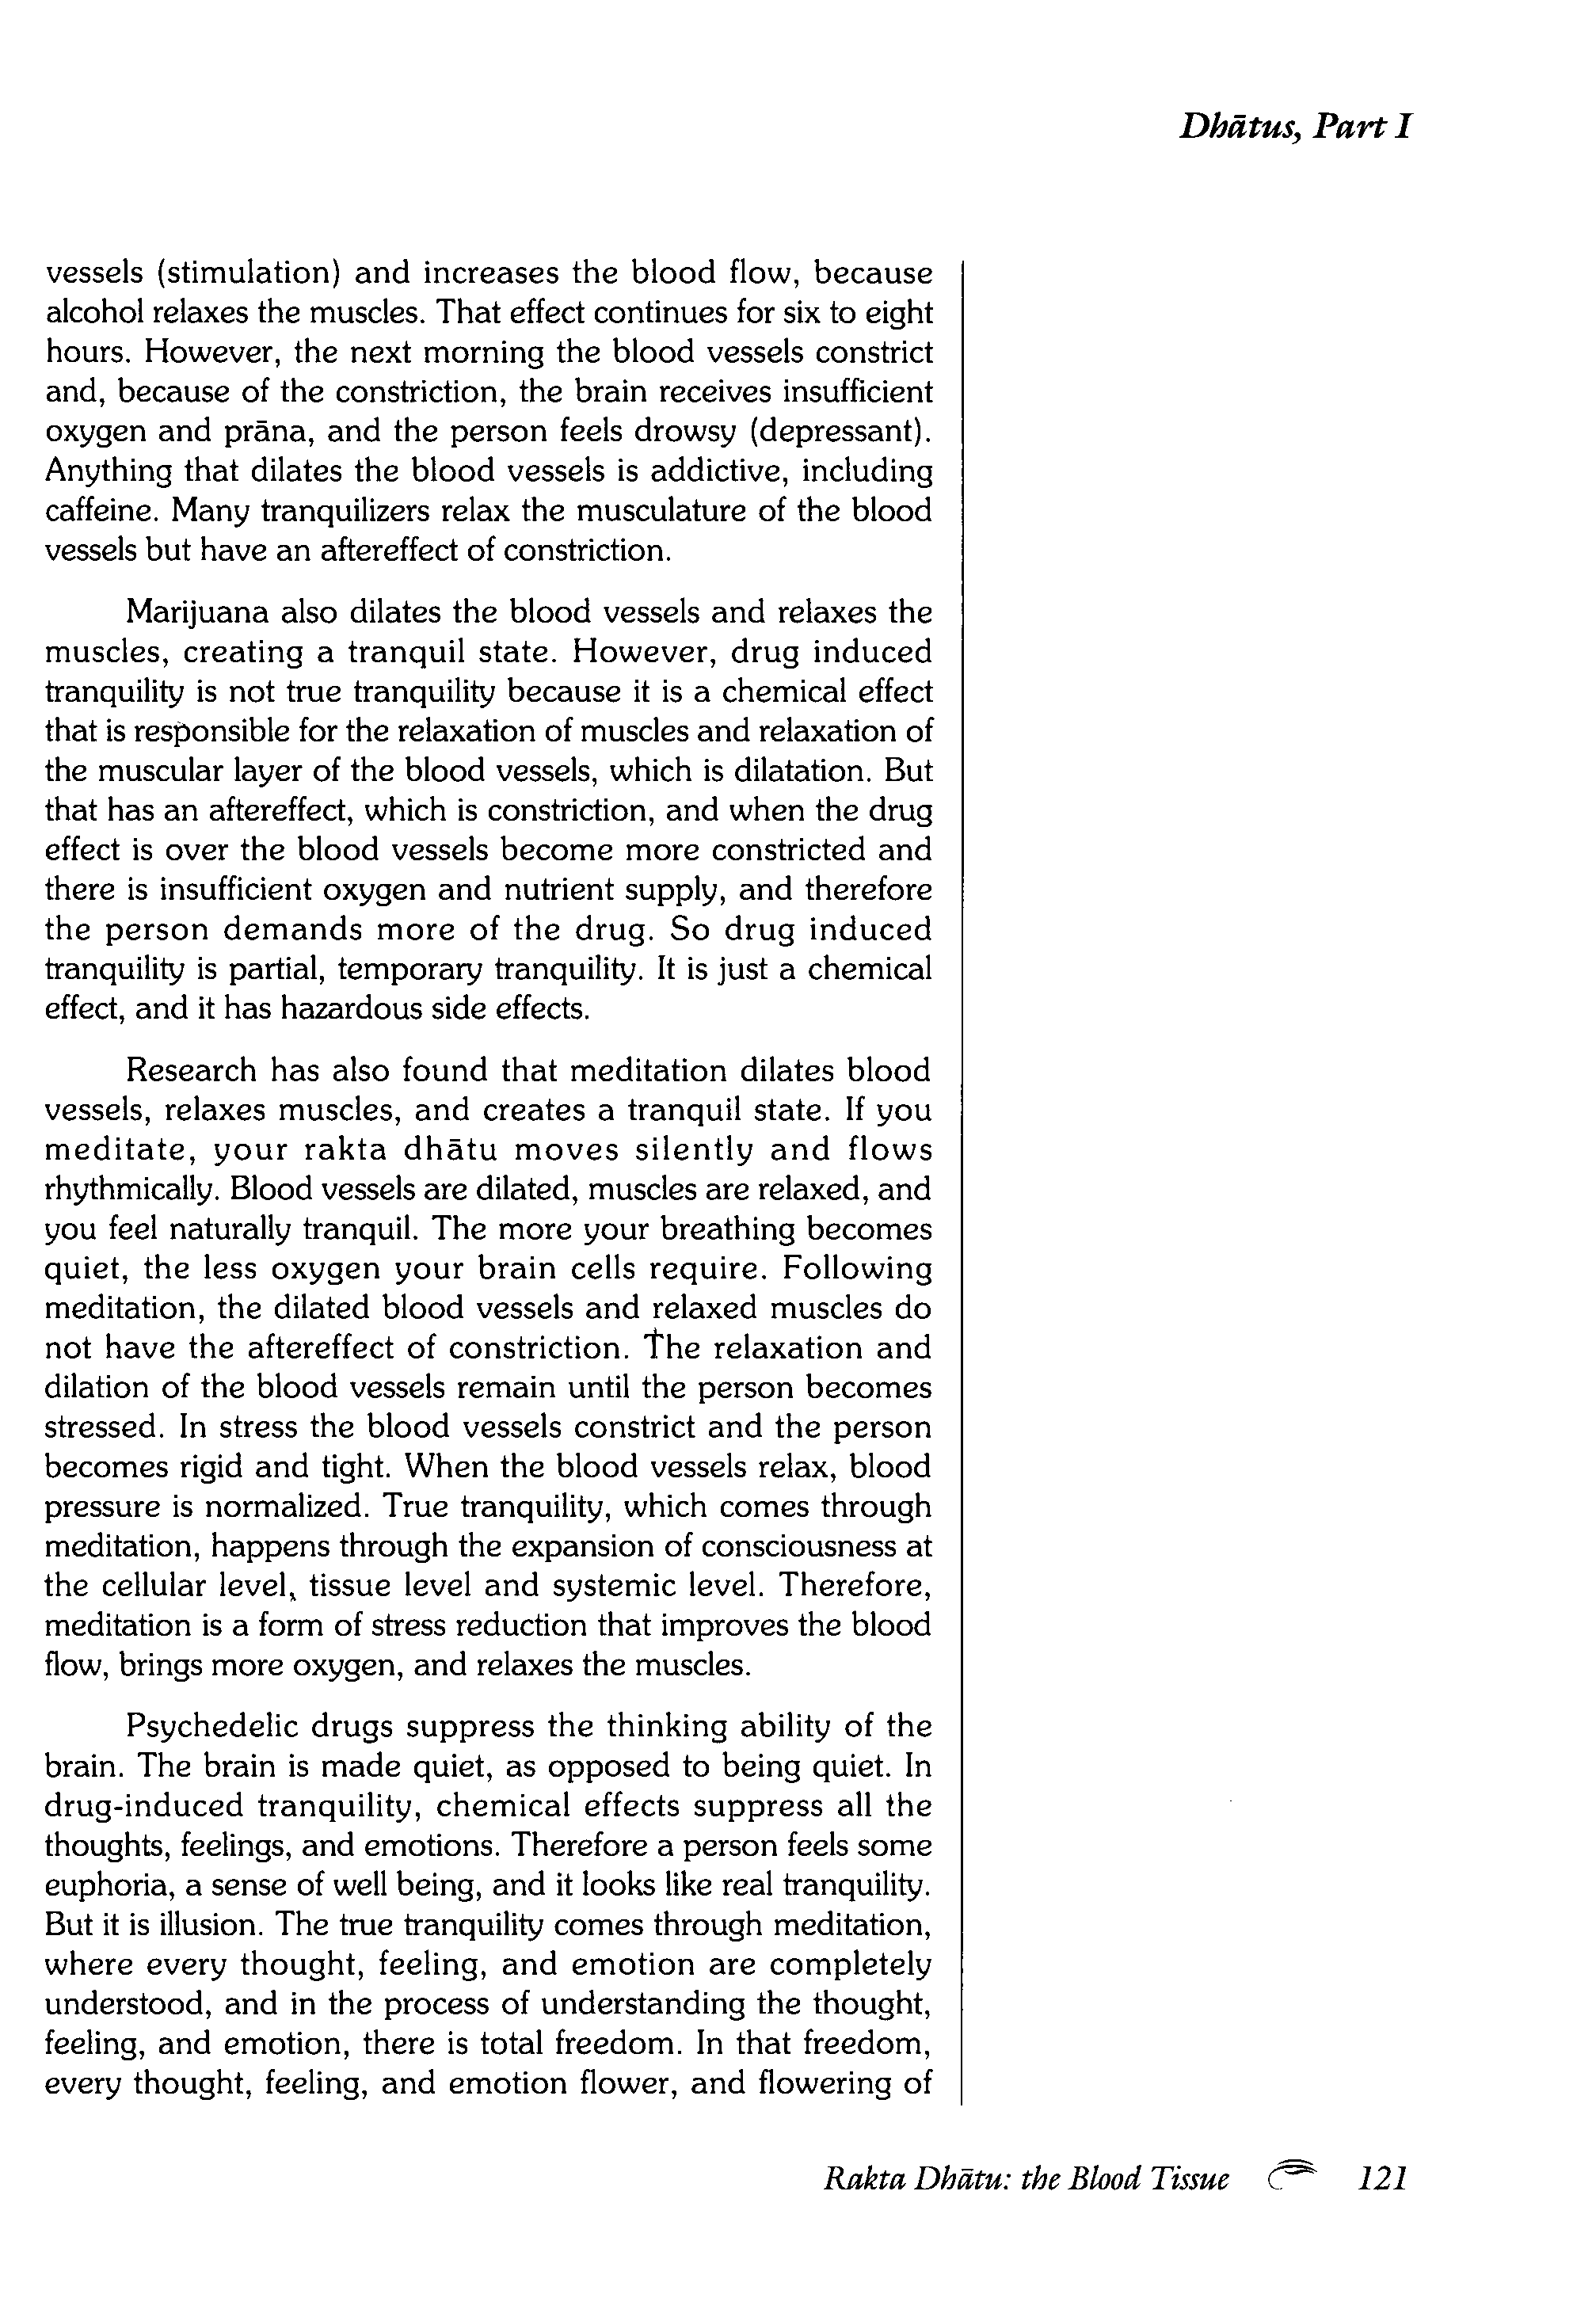 Dhātus, Part I
vessels (stimulation) and increases the blood flow, because
alcohol relaxes the muscles. That effect continues for six to eight
hours. However, the next morning the blood vessels constrict
and, because of the constriction, the brain receives insufficient
oxygen and prāna, and the person feels drowsy (depressant).
Anything that dilates the blood vessels is addictive, including
caffeine. Many tranquilizers relax the musculature of the blood
vessels but have an aftereffect of constriction.
Marijuana also dilates the blood vessels and relaxes the
muscles, creating a tranquil state. However, drug induced
tranquility is not true tranquility because it is a chemical effect
that is responsible for the relaxation of muscles and relaxation of
the muscular layer of the blood vessels, which is dilatation. But
that has an aftereffect, which is constriction, and when the drug
effect is over the blood vessels become more constricted and
there is insufficient oxygen and nutrient supply, and therefore
the person demands more of the drug. So drug induced
tranquility is partial, temporary tranquility. It is just a chemical
effect, and it has hazardous side effects.
Research has also found that meditation dilates blood
vessels, relaxes muscles, and creates a tranquil state. If you
meditate, your rakta dhātu moves silently and flows
rhythmically. Blood vessels are dilated, muscles are relaxed, and
you feel naturally tranquil. The more your breathing becomes
quiet, the less oxygen your brain cells require. Following
meditation, the dilated blood vessels and relaxed muscles do
not have the aftereffect of constriction. The relaxation and
dilation of the blood vessels remain until the person becomes
stressed. In stress the blood vessels constrict and the person
becomes rigid and tight. When the blood vessels relax, blood
pressure is normalized. True tranquility, which comes through
meditation, happens through the expansion of consciousness at
the cellular level, tissue level and systemic level. Therefore,
meditation is a form of stress reduction that improves the blood
flow, brings more oxygen, and relaxes the muscles.
Psychedelic drugs suppress the thinking ability of the
brain. The brain is made quiet, as opposed to being quiet. In
drug-induced tranquility, chemical effects suppress all the
thoughts, feelings, and emotions. Therefore a person feels some
euphoria, a sense of well being, and it looks like real tranquility.
But it is illusion. The true tranquility comes through meditation,
where every thought, feeling, and emotion are completely
understood, and in the process of understanding the thought,
feeling, and emotion, there is total freedom. In that freedom,
every thought, feeling, and emotion flower, and flowering of
Rakta Dhātu: the Blood Tissue 121